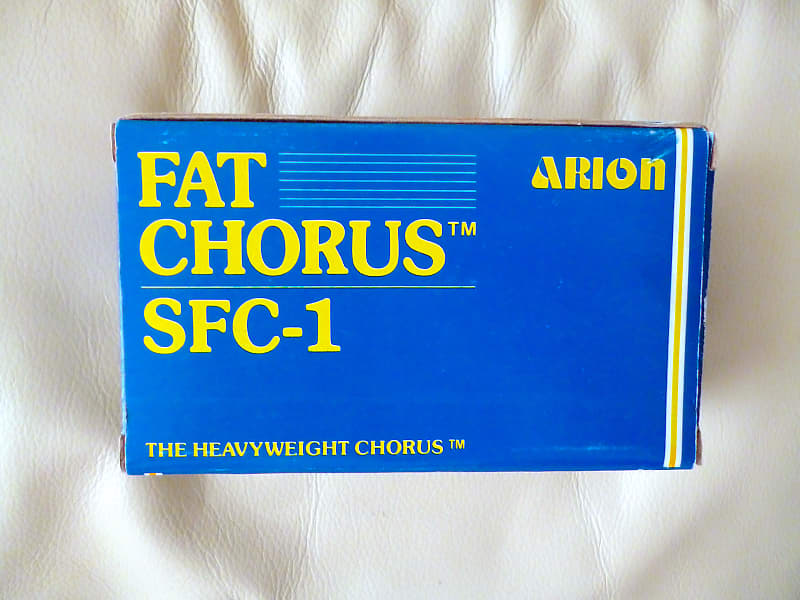 FAT
CHORUS™
SFC-1
ARION
THE HEAVYWEIGHT CHORUS ™